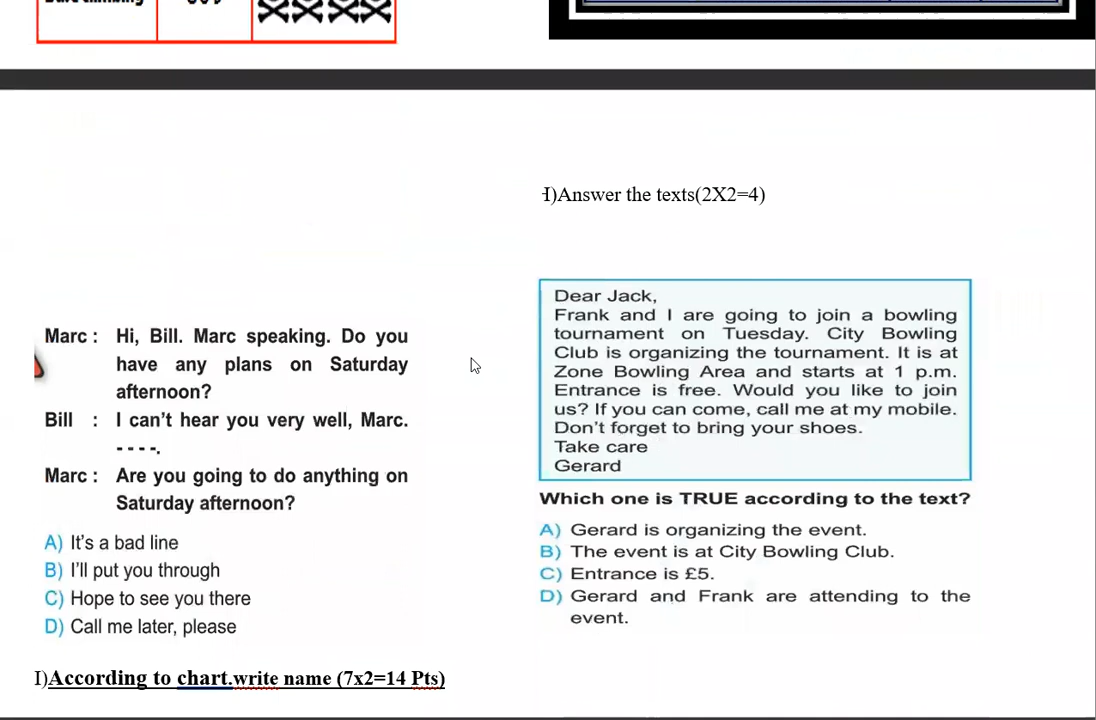 I)Answer the texts(2X2=4)
Marc : Hi, Bill. Marc speaking. Do you
have any plans on Saturday
afternoon?
Bill : I can't hear you very well, Marc.
- - - -.
Marc : Are you going to do anything on
Saturday afternoon?
A) It's a bad line
B) I'll put you through
C) Hope to see you there
D) Call me later, please
I)According to chart.write name (7x2=14 Pts)
Dear Jack,
Frank and I are going to join a bowling
tournament on Tuesday. City Bowling
Club is organizing the tournament. It is at
Zone Bowling Area and starts at 1 p.m.
Entrance is free. Would you like to join
us? If you can come, call me at my mobile.
Don't forget to bring your shoes.
Take care
Gerard
Which one is TRUE according to the text?
A) Gerard is organizing the event.
B) The event is at City Bowling Club.
C) Entrance is £5.
D) Gerard and Frank are attending to the
event.